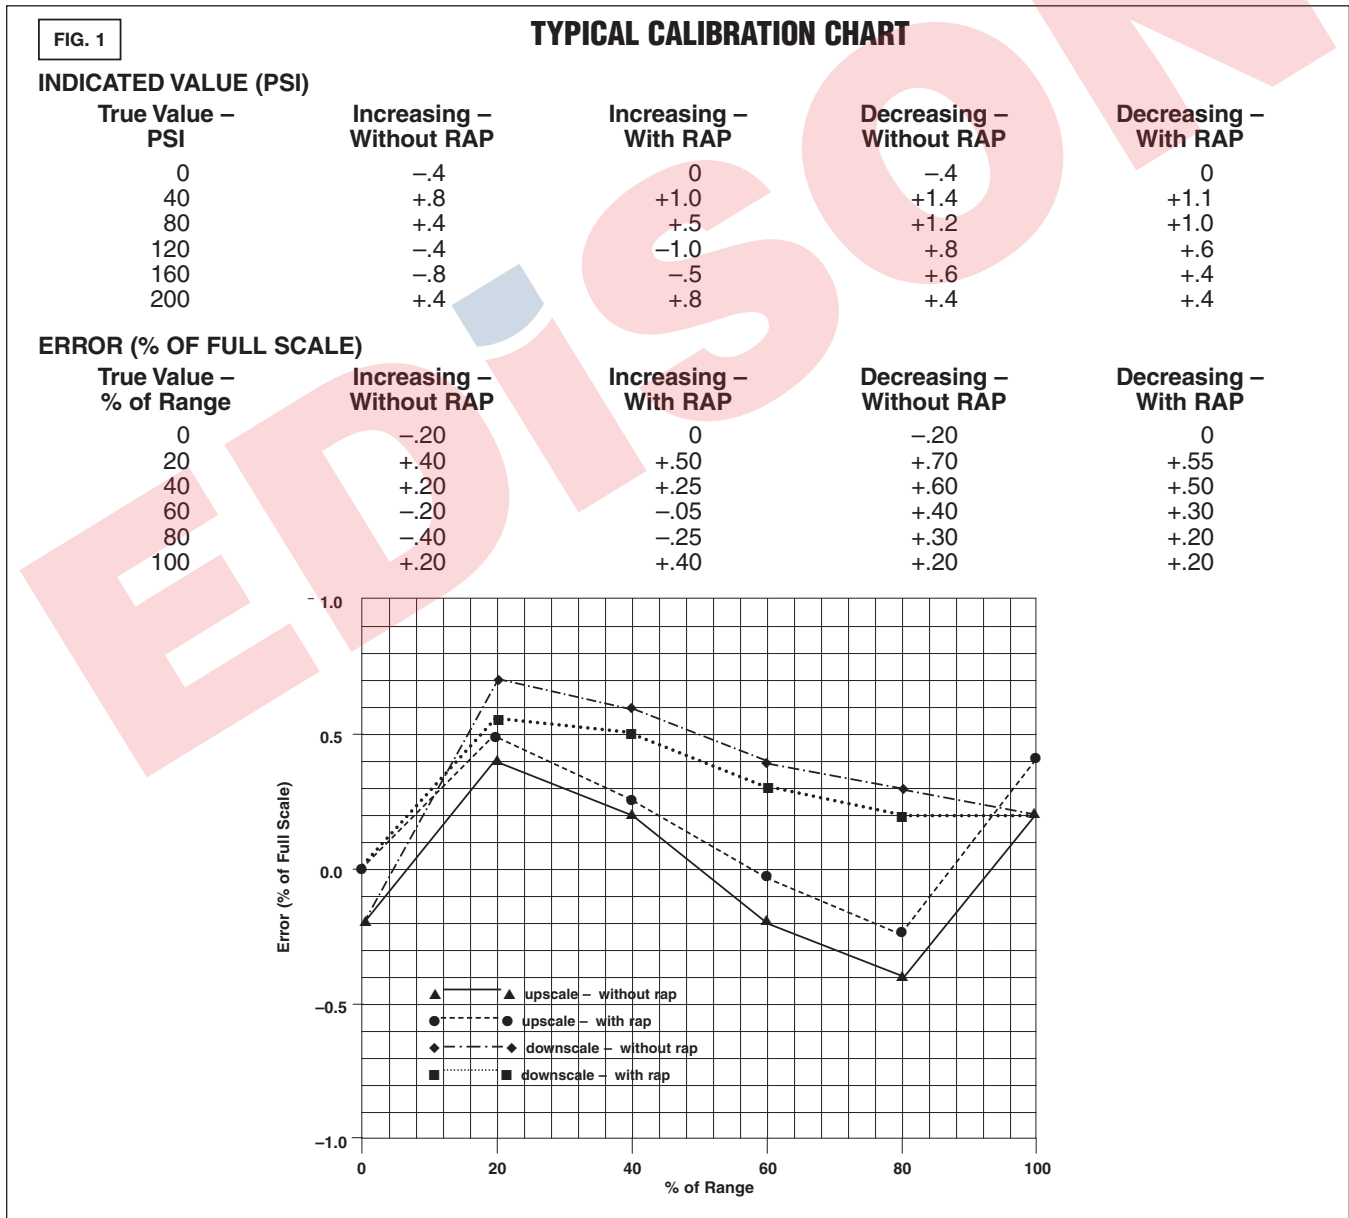 FIG. 1
TYPICAL CALIBRATION CHART
INDICATED VALUE (PSI)
True Value – Increasing – Increasing – Decreasing – Decreasing –
PSI Without RAP With RAP Without RAP With RAP
0 –.4 0 –.4 0
40 +.8 +1.0 +1.4 +1.1
80 +.4 +.5 +1.2 +1.0
120 –.4 –1.0 +.8 +.6
160 –.8 –.5 +.6 +.4
200 +.4 +.8 +.4 +.4
ERROR (% OF FULL SCALE)
True Value – Increasing – Increasing – Decreasing – Decreasing –
% of Range Without RAP With RAP Without RAP With RAP
0 –.20 0 –.20 0
20 +.40 +.50 +.70 +.55
40 +.20 +.25 +.60 +.50
60 –.20 –.05 +.40 +.30
80 –.40 –.25 +.30 +.20
100 +.20 +.40 +.20 +.20
1.0
0.5
0.0
–0.5
–1.0
Error (% of Full Scale)
upscale – without rap
upscale – with rap
downscale – without rap
downscale – with rap
0 20 40 60 80 100
% of Range
EDiSON